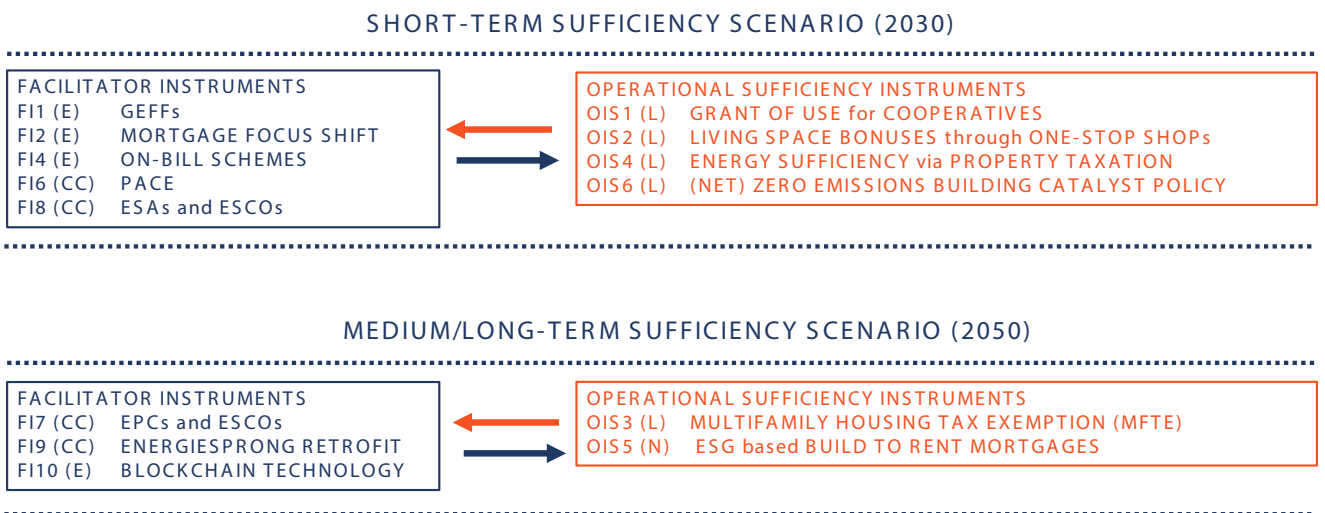 SHORT-TERM SUFFICIENCY SCENARIO (2030)
FACILITATOR INSTRUMENTS
FI1 (E) GEFFs
FI2 (E) MORTGAGE FOCUS SHIFT
FI4 (E) ON-BILL SCHEMES
FI6 (CC) PACE
FI8 (CC) ESAs and ESCOs
OPERATIONAL SUFFICIENCY INSTRUMENTS
OIS1 (L) GRANT OF USE for COOPERATIVES
OIS2 (L) LIVING SPACE BONUSES through ONE-STOP SHOPs
OIS4 (L) ENERGY SUFFICIENCY via PROPERTY TAXATION
OIS6 (L) (NET) ZERO EMISSIONS BUILDING CATALYST POLICY
MEDIUM/LONG-TERM SUFFICIENCY SCENARIO (2050)
FACILITATOR INSTRUMENTS
FI7 (CC) EPCs and ESCOs
FI9 (CC) ENERGIESPRONG RETROFIT
FI10 (E) BLOCKCHAIN TECHNOLOGY
OPERATIONAL SUFFICIENCY INSTRUMENTS
OIS3 (L) MULTIFAMILY HOUSING TAX EXEMPTION (MFTE)
OIS5 (N) ESG based BUILD TO RENT MORTGAGES